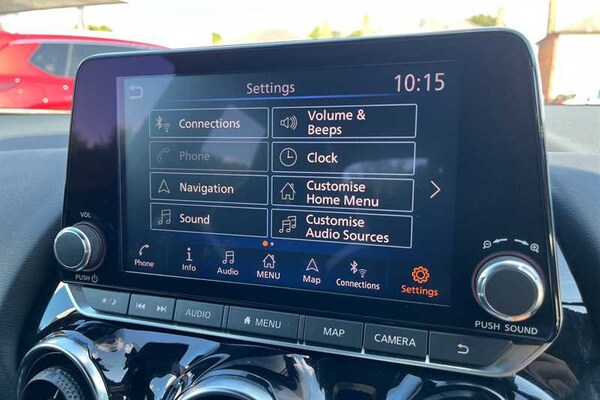 Settings
10:15
Connections
Volume &
Beeps
Phone
Clock
Navigation
Customise
Home Menu
Sound
Customise
Audio Sources
Phone
Info
Audio
MENU
Map
Connections
Settings
VOL
PUSH
PUSH SOUND
AUDIO
MENU
MAP
CAMERA